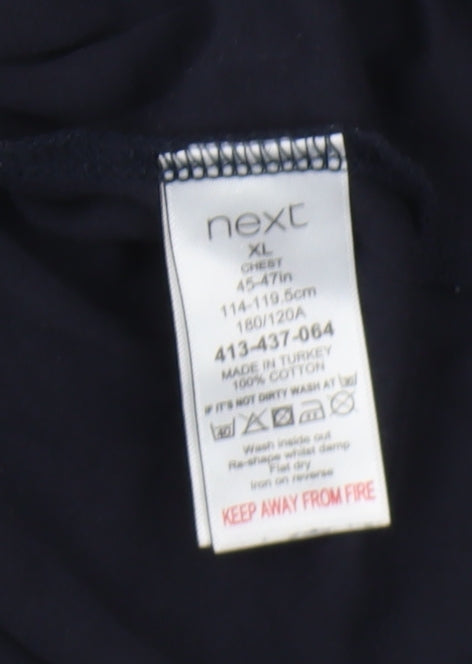 next
XL
CHEST
45-47in
114-119.5cm
180/120A
413-437-064
MADE IN TURKEY
100% COTTON
IF IT'S NOT DIRTY WASH AT 30
40
Wash inside out
Re-shape whilst damp
Flat dry
Iron on reverse
KEEP AWAY FROM FIRE